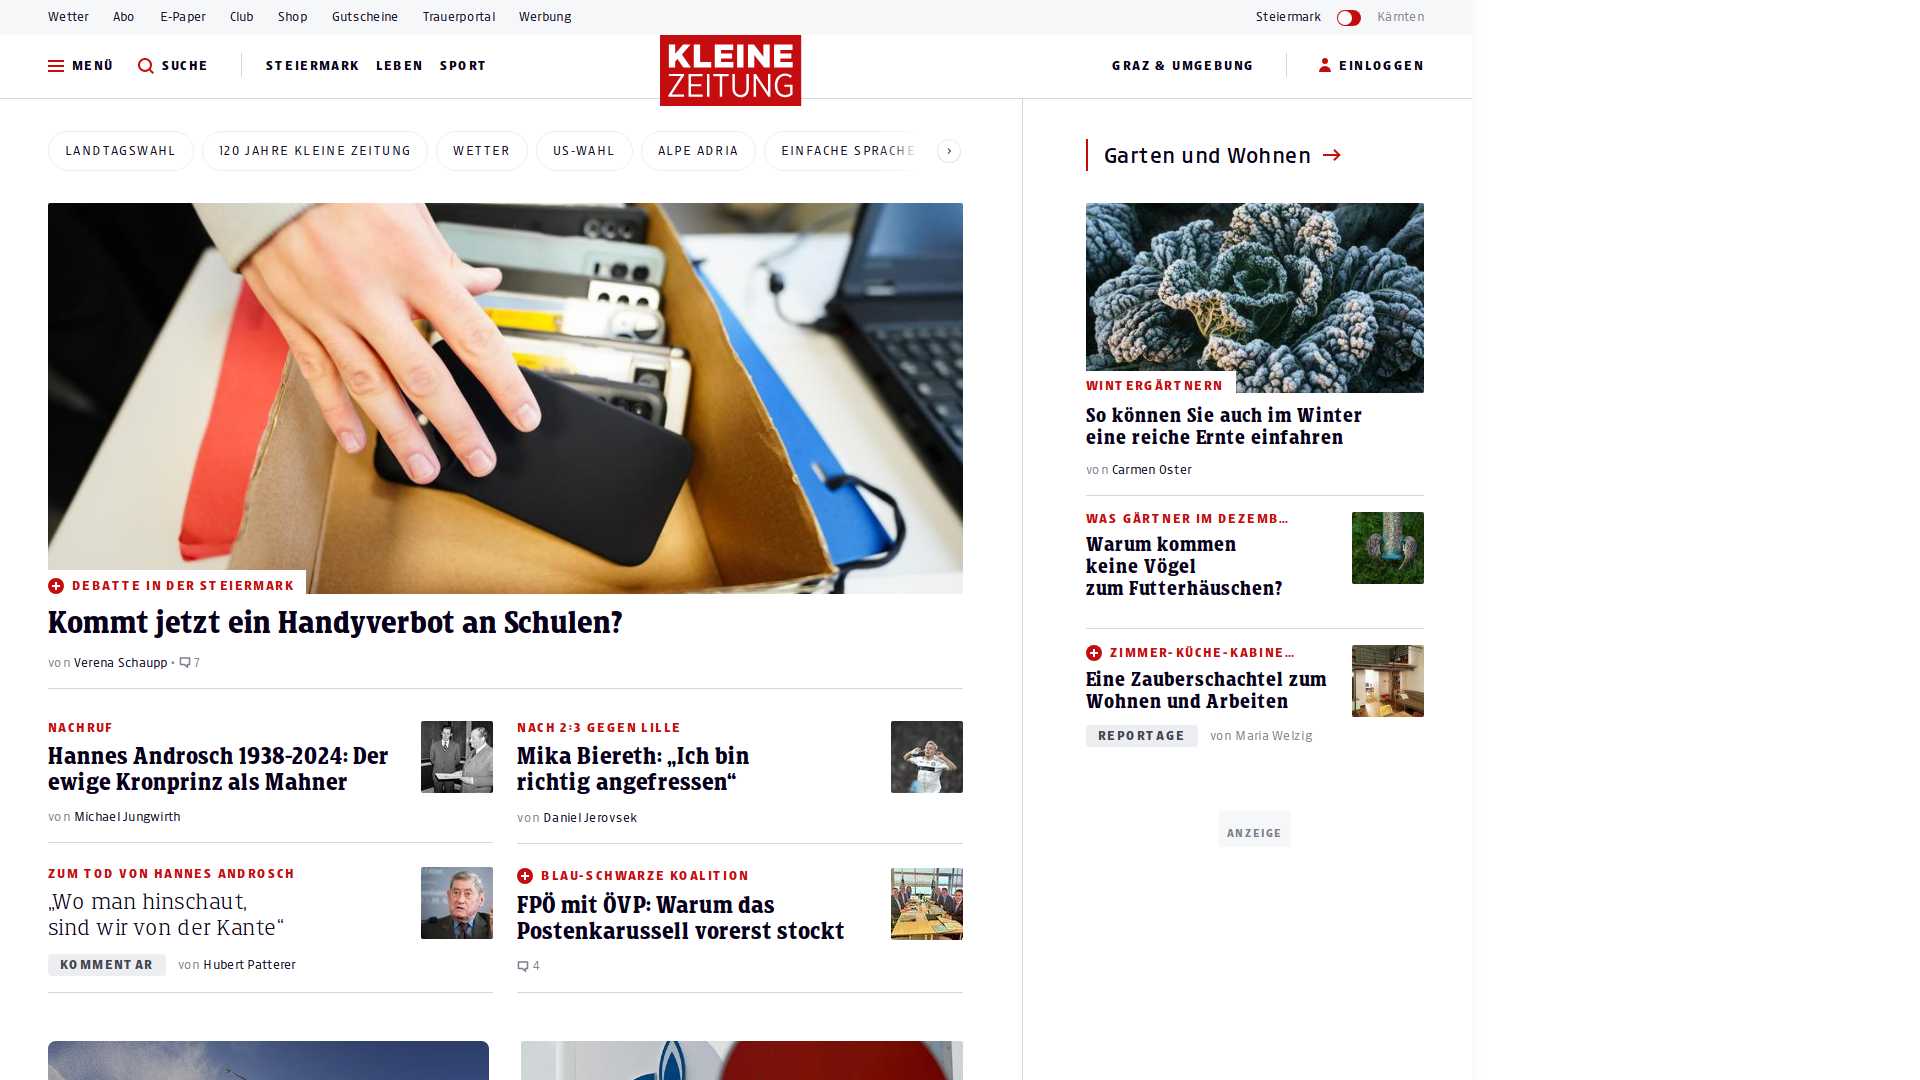 Wetter Abo E-Paper Club Shop Gutscheine Trauerportal Werbung Steiermark Kärnten
MENÜ SUCHE STEIERMARK LEBEN SPORT KLEINE ZEITUNG GRAZ & UMGEBUNG EINLOGGEN
LANDTAGSWAHL 120 JAHRE KLEINE ZEITUNG WETTER US-WAHL ALPE ADRIA EINFACHE SPRACHE
DEBATTE IN DER STEIERMARK
Kommt jetzt ein Handyverbot an Schulen?
von Verena Schaupp • 7
NACHRUF
Hannes Androsch 1938-2024: Der
ewige Kronprinz als Mahner
von Michael Jungwirth
ZUM TOD VON HANNES ANDROSCH
„Wo man hinschaut,
sind wir von der Kante“
KOMMENTAR von Hubert Patterer
NACH 2:3 GEGEN LILLE
Mika Biereth: „Ich bin
richtig angefressen“
von Daniel Jerovsek
BLAU-SCHWARZE KOALITION
FPÖ mit ÖVP: Warum das
Postenkarussell vorerst stockt
4
Garten und Wohnen
WINTERGÄRTNERN
So können Sie auch im Winter
eine reiche Ernte einfahren
von Carmen Oster
WAS GÄRTNER IM DEZEMB...
Warum kommen
keine Vögel
zum Futterhäuschen?
ZIMMER-KÜCHE-KABINE...
Eine Zauberschachtel zum
Wohnen und Arbeiten
REPORTAGE von Maria Welzig
ANZEIGE